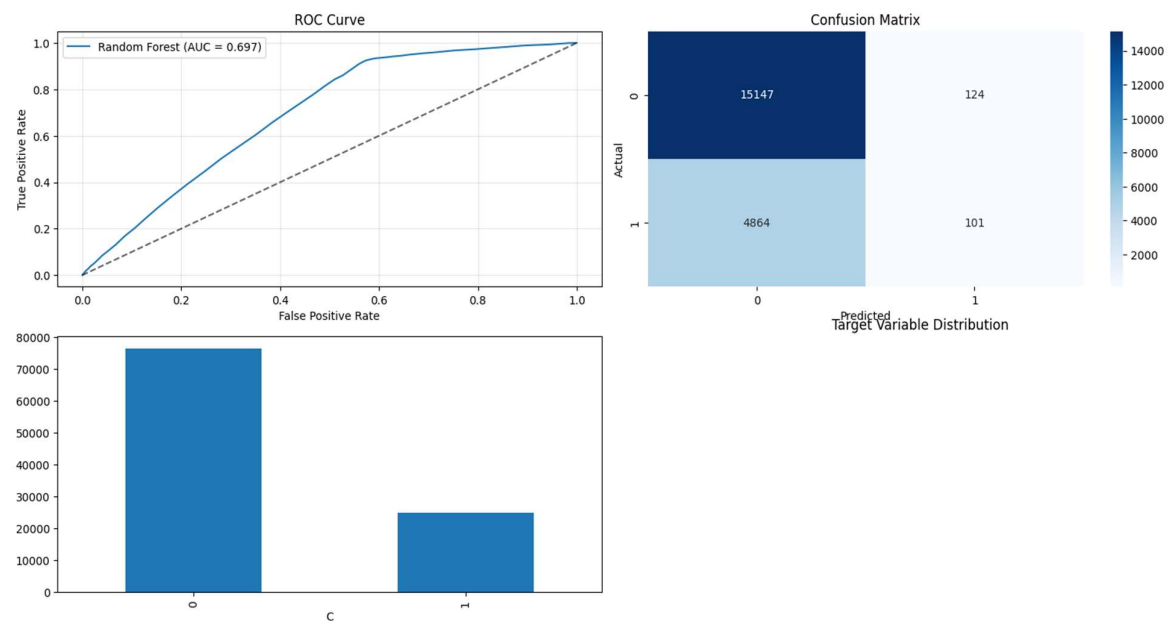 ROC Curve
Random Forest (AUC = 0.697)
1.0
0.8
0.6
0.4
0.2
0.0
True Positive Rate
0.0 0.2 0.4 0.6 0.8 1.0
False Positive Rate
Confusion Matrix
15147 124
4864 101
0
1
Actual
0 1
Predicted
14000
12000
10000
8000
6000
4000
2000
Target Variable Distribution
80000
70000
60000
50000
40000
30000
20000
10000
0
0 1
C